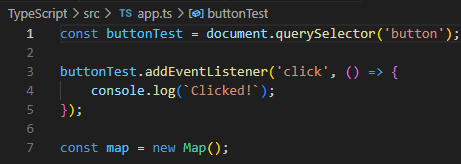 TypeScript > src > TS app.ts > buttonTest
1 const buttonTest = document.querySelector('button');
2
3 buttonTest.addEventListener('click', () => {
4     console.log(`Clicked!`);
5 });
6
7 const map = new Map();